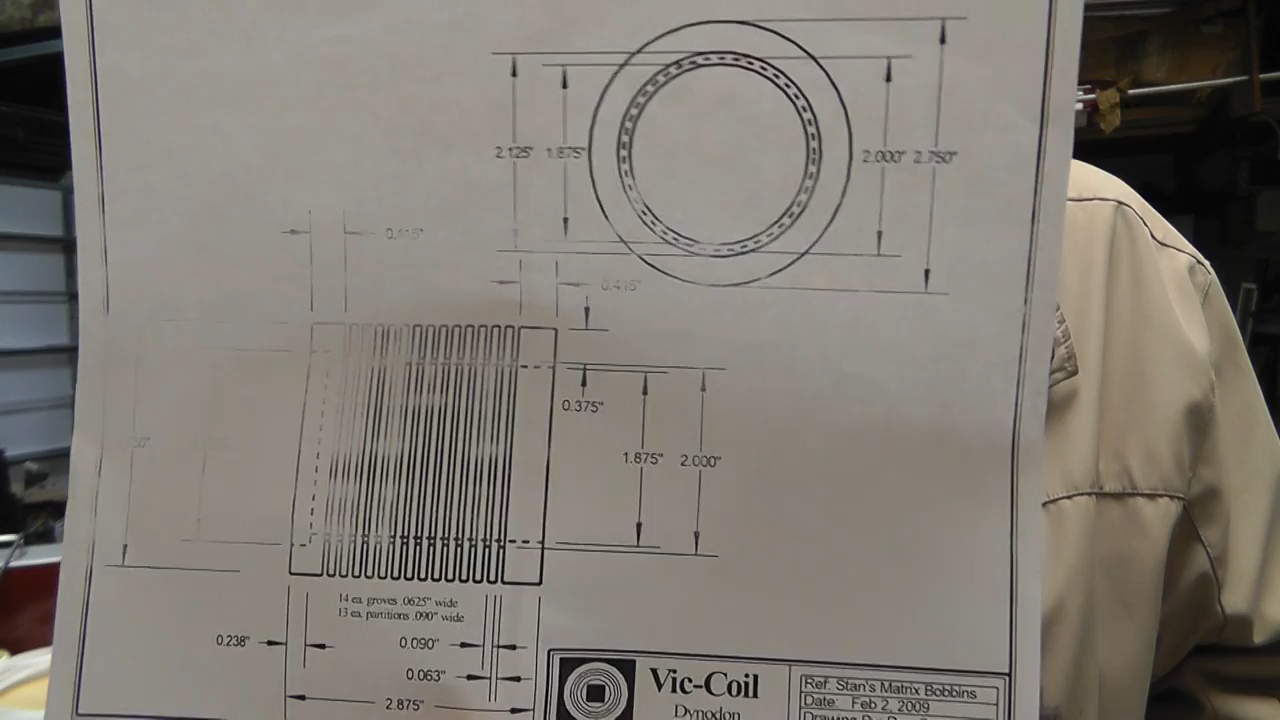 2.125"
1.875"
2.000"
2.750"
0.375"
1.875"
2.000"
14 ea. groves .0625" wide
13 ea. partitions .090" wide
0.238"
0.090"
0.063"
2.875"
Vic-Coil
Dynodon
Ref: Stan's Matrix Bobbins
Date: Feb 2, 2009